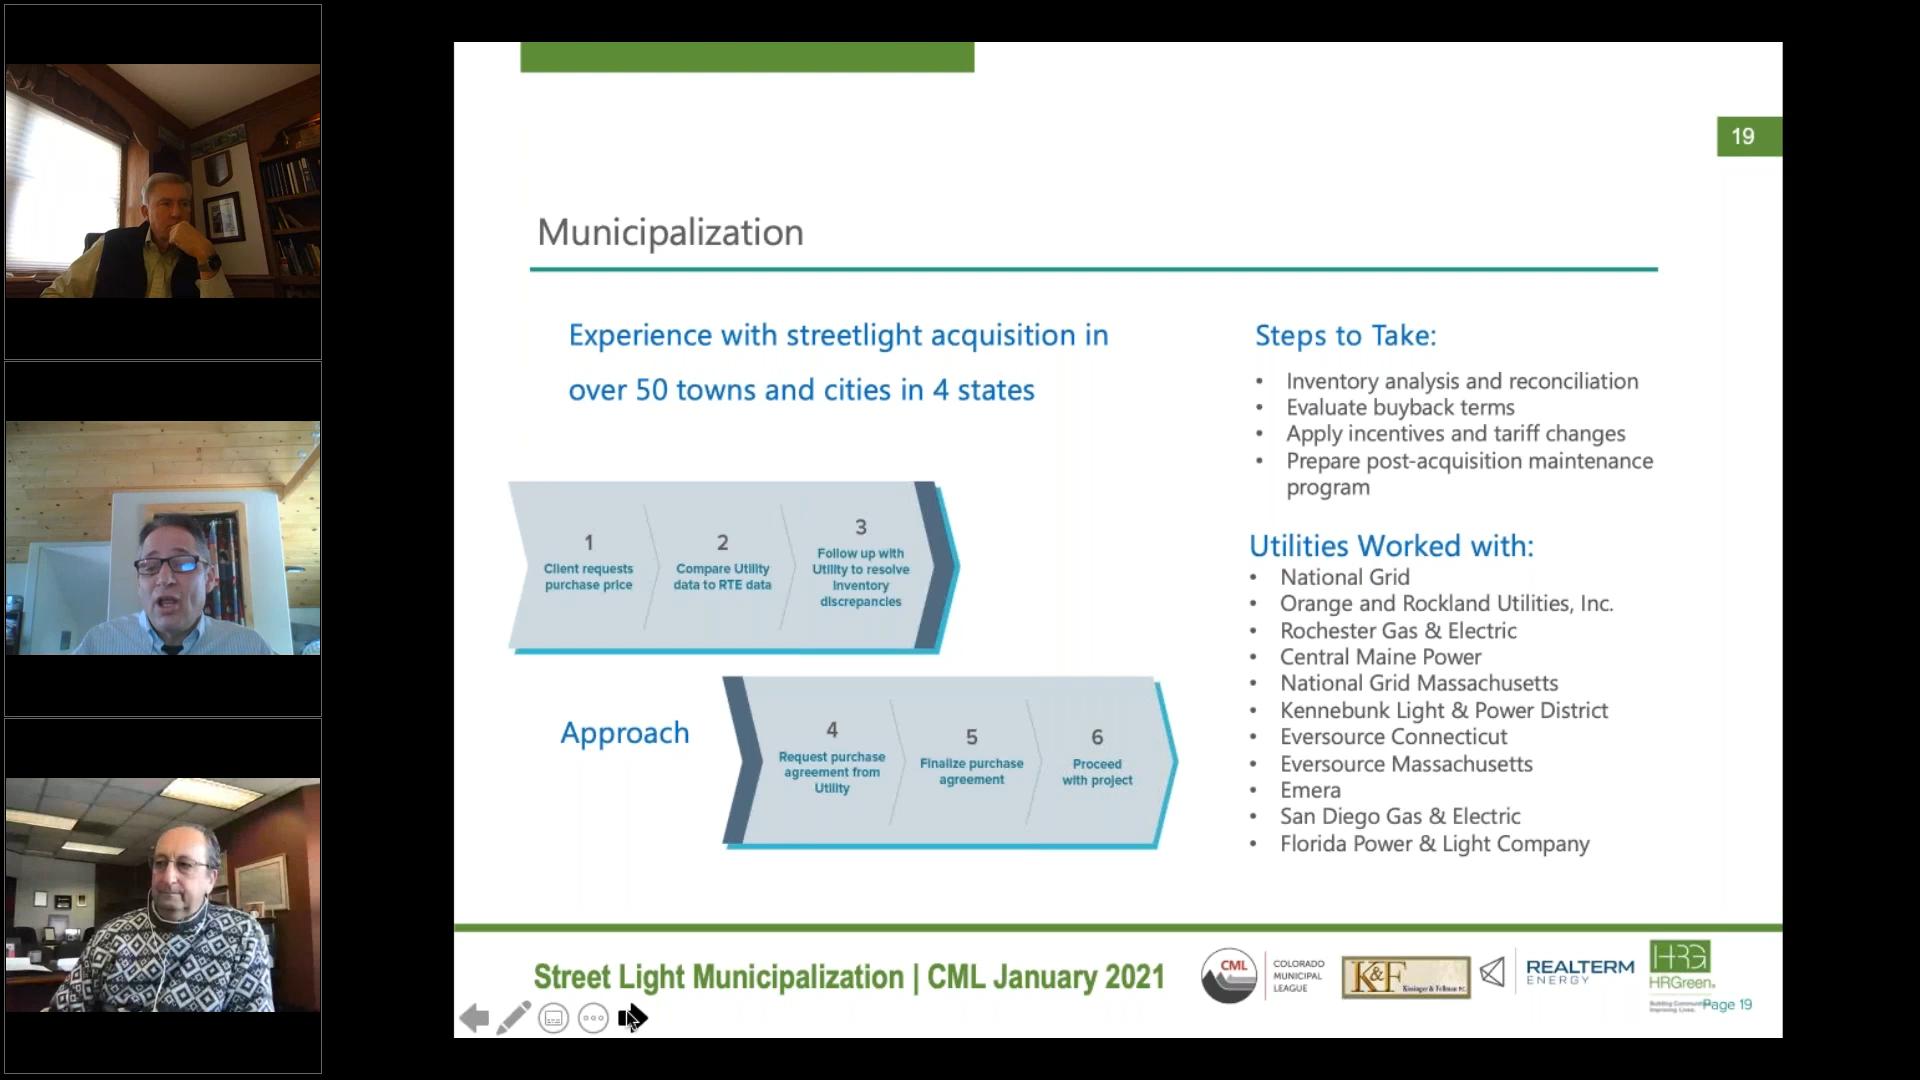 19
Municipalization
Experience with streetlight acquisition in
over 50 towns and cities in 4 states
1
Client requests
purchase price
2
Compare Utility
data to RTE data
3
Follow up with
Utility to resolve
Inventory
discrepancies
Approach
4
Request purchase
agreement from
Utility
5
Finalize purchase
agreement
6
Proceed
with project
Steps to Take:
• Inventory analysis and reconciliation
• Evaluate buyback terms
• Apply incentives and tariff changes
• Prepare post-acquisition maintenance
program
Utilities Worked with:
• National Grid
• Orange and Rockland Utilities, Inc.
• Rochester Gas & Electric
• Central Maine Power
• National Grid Massachusetts
• Kennebunk Light & Power District
• Eversource Connecticut
• Eversource Massachusetts
• Emera
• San Diego Gas & Electric
• Florida Power & Light Company
Street Light Municipalization | CML January 2021
CML
COLORADO
MUNICIPAL
LEAGUE
K&F
Kissinger & Fellman P.C.
REALTERM
ENERGY
HRG
HRGreen.
Page 19